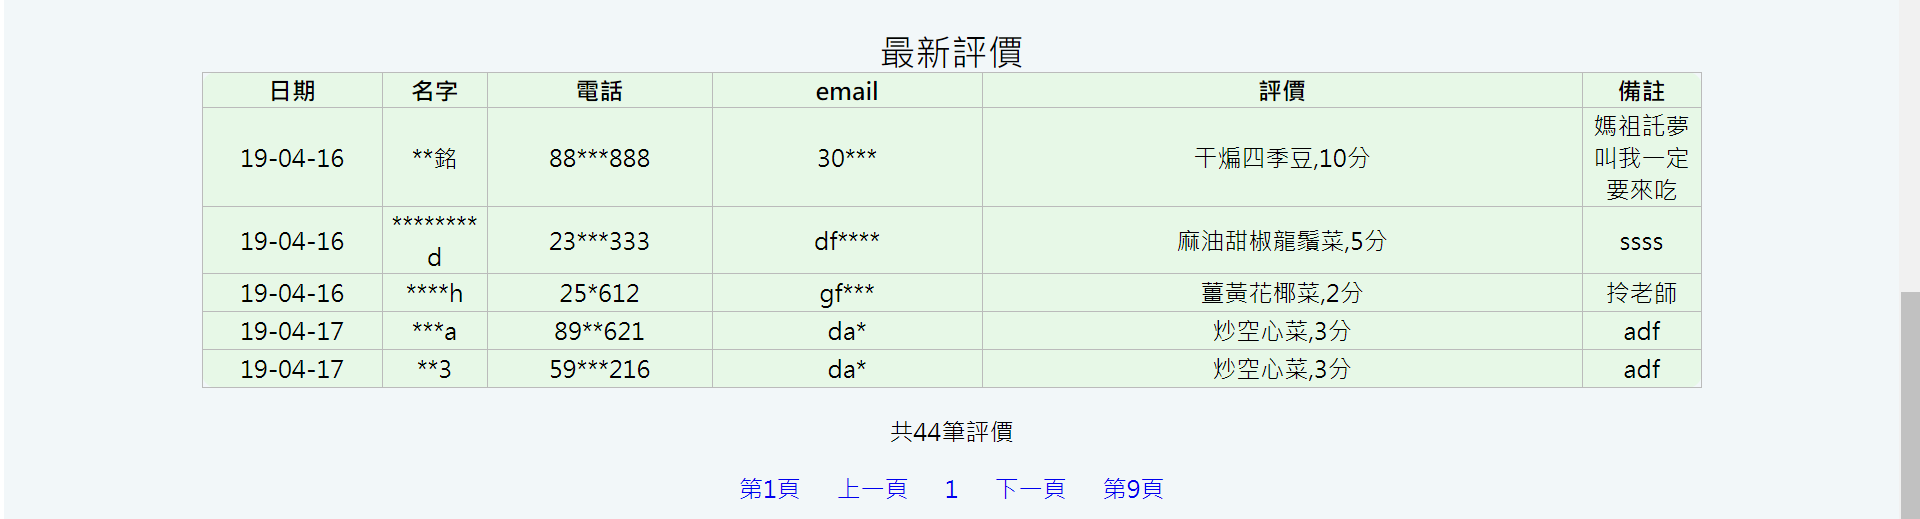 最新評價
日期 名字 電話 email 評價 備註
19-04-16 **銘 88***888 30*** 干煸四季豆,10分 媽祖託夢
叫我一定
要來吃
19-04-16 ********
d 23***333 df**** 麻油甜椒龍鬚菜,5分 ssss
19-04-16 ****h 25*612 gf*** 薑黃花椰菜,2分 拎老師
19-04-17 ***a 89**621 da* 炒空心菜,3分 adf
19-04-17 **3 59***216 da* 炒空心菜,3分 adf
共44筆評價
第1頁 上一頁 1 下一頁 第9頁